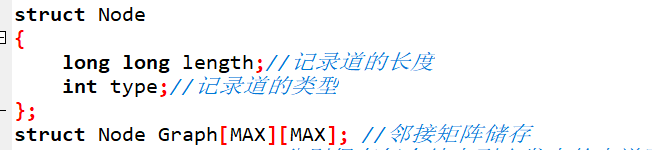 struct Node
{
    long long length;//记录道的长度
    int type;//记录道的类型
};
struct Node Graph[MAX][MAX]; //邻接矩阵储存